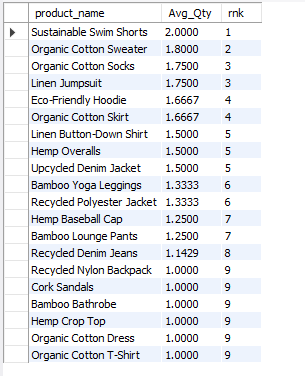 product_name Avg_Qty rnk
Sustainable Swim Shorts 2.0000 1
Organic Cotton Sweater 1.8000 2
Organic Cotton Socks 1.7500 3
Linen Jumpsuit 1.7500 3
Eco-Friendly Hoodie 1.6667 4
Organic Cotton Skirt 1.6667 4
Linen Button-Down Shirt 1.5000 5
Hemp Overalls 1.5000 5
Upcycled Denim Jacket 1.5000 5
Bamboo Yoga Leggings 1.3333 6
Recycled Polyester Jacket 1.3333 6
Hemp Baseball Cap 1.2500 7
Bamboo Lounge Pants 1.2500 7
Recycled Denim Jeans 1.1429 8
Recycled Nylon Backpack 1.0000 9
Cork Sandals 1.0000 9
Bamboo Bathrobe 1.0000 9
Hemp Crop Top 1.0000 9
Organic Cotton Dress 1.0000 9
Organic Cotton T-Shirt 1.0000 9